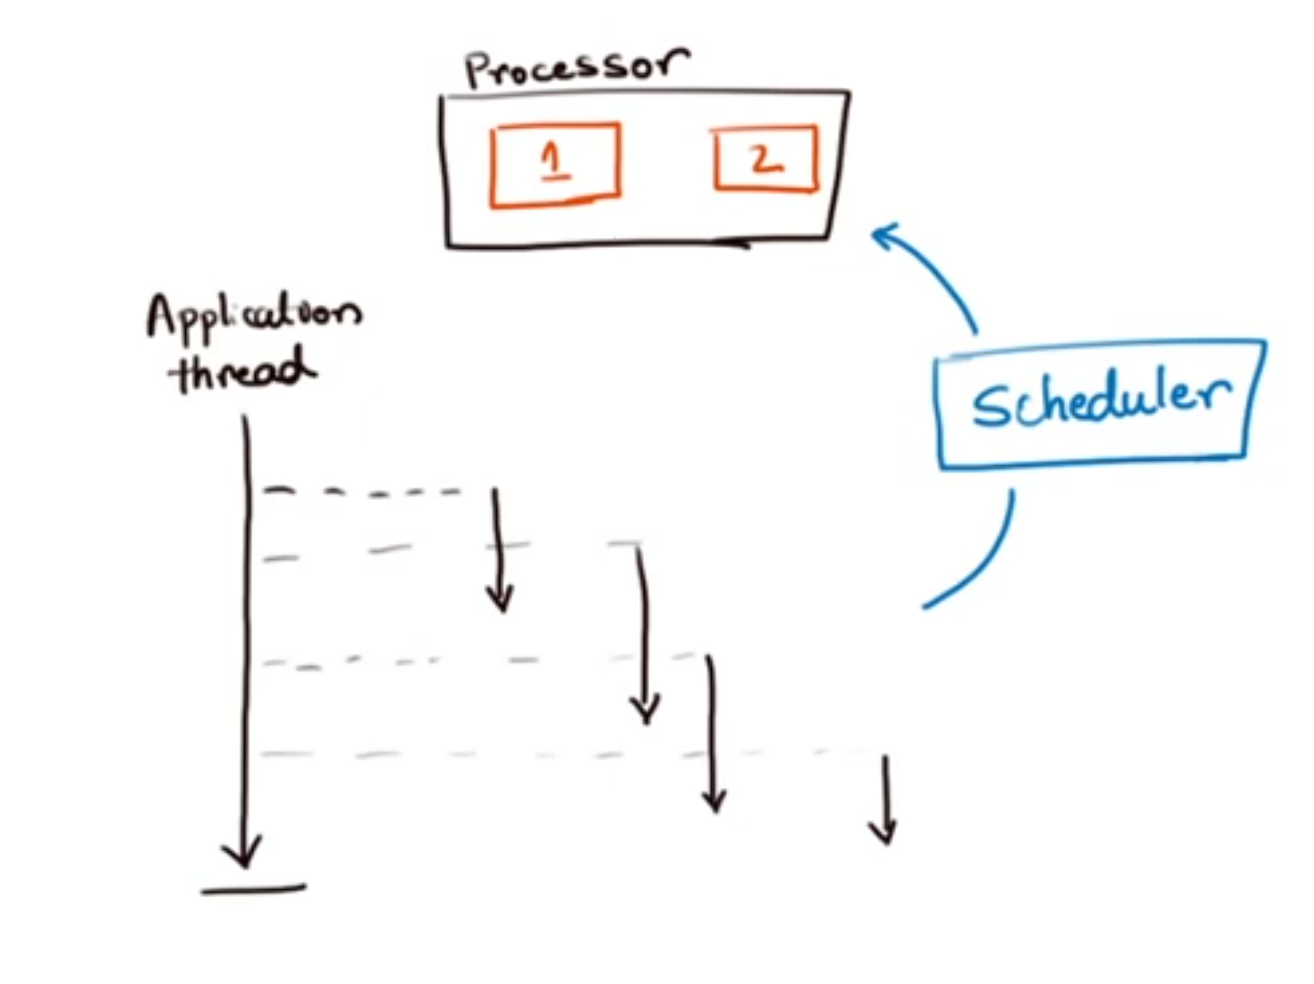 Processor
1
2
Application
thread
Scheduler